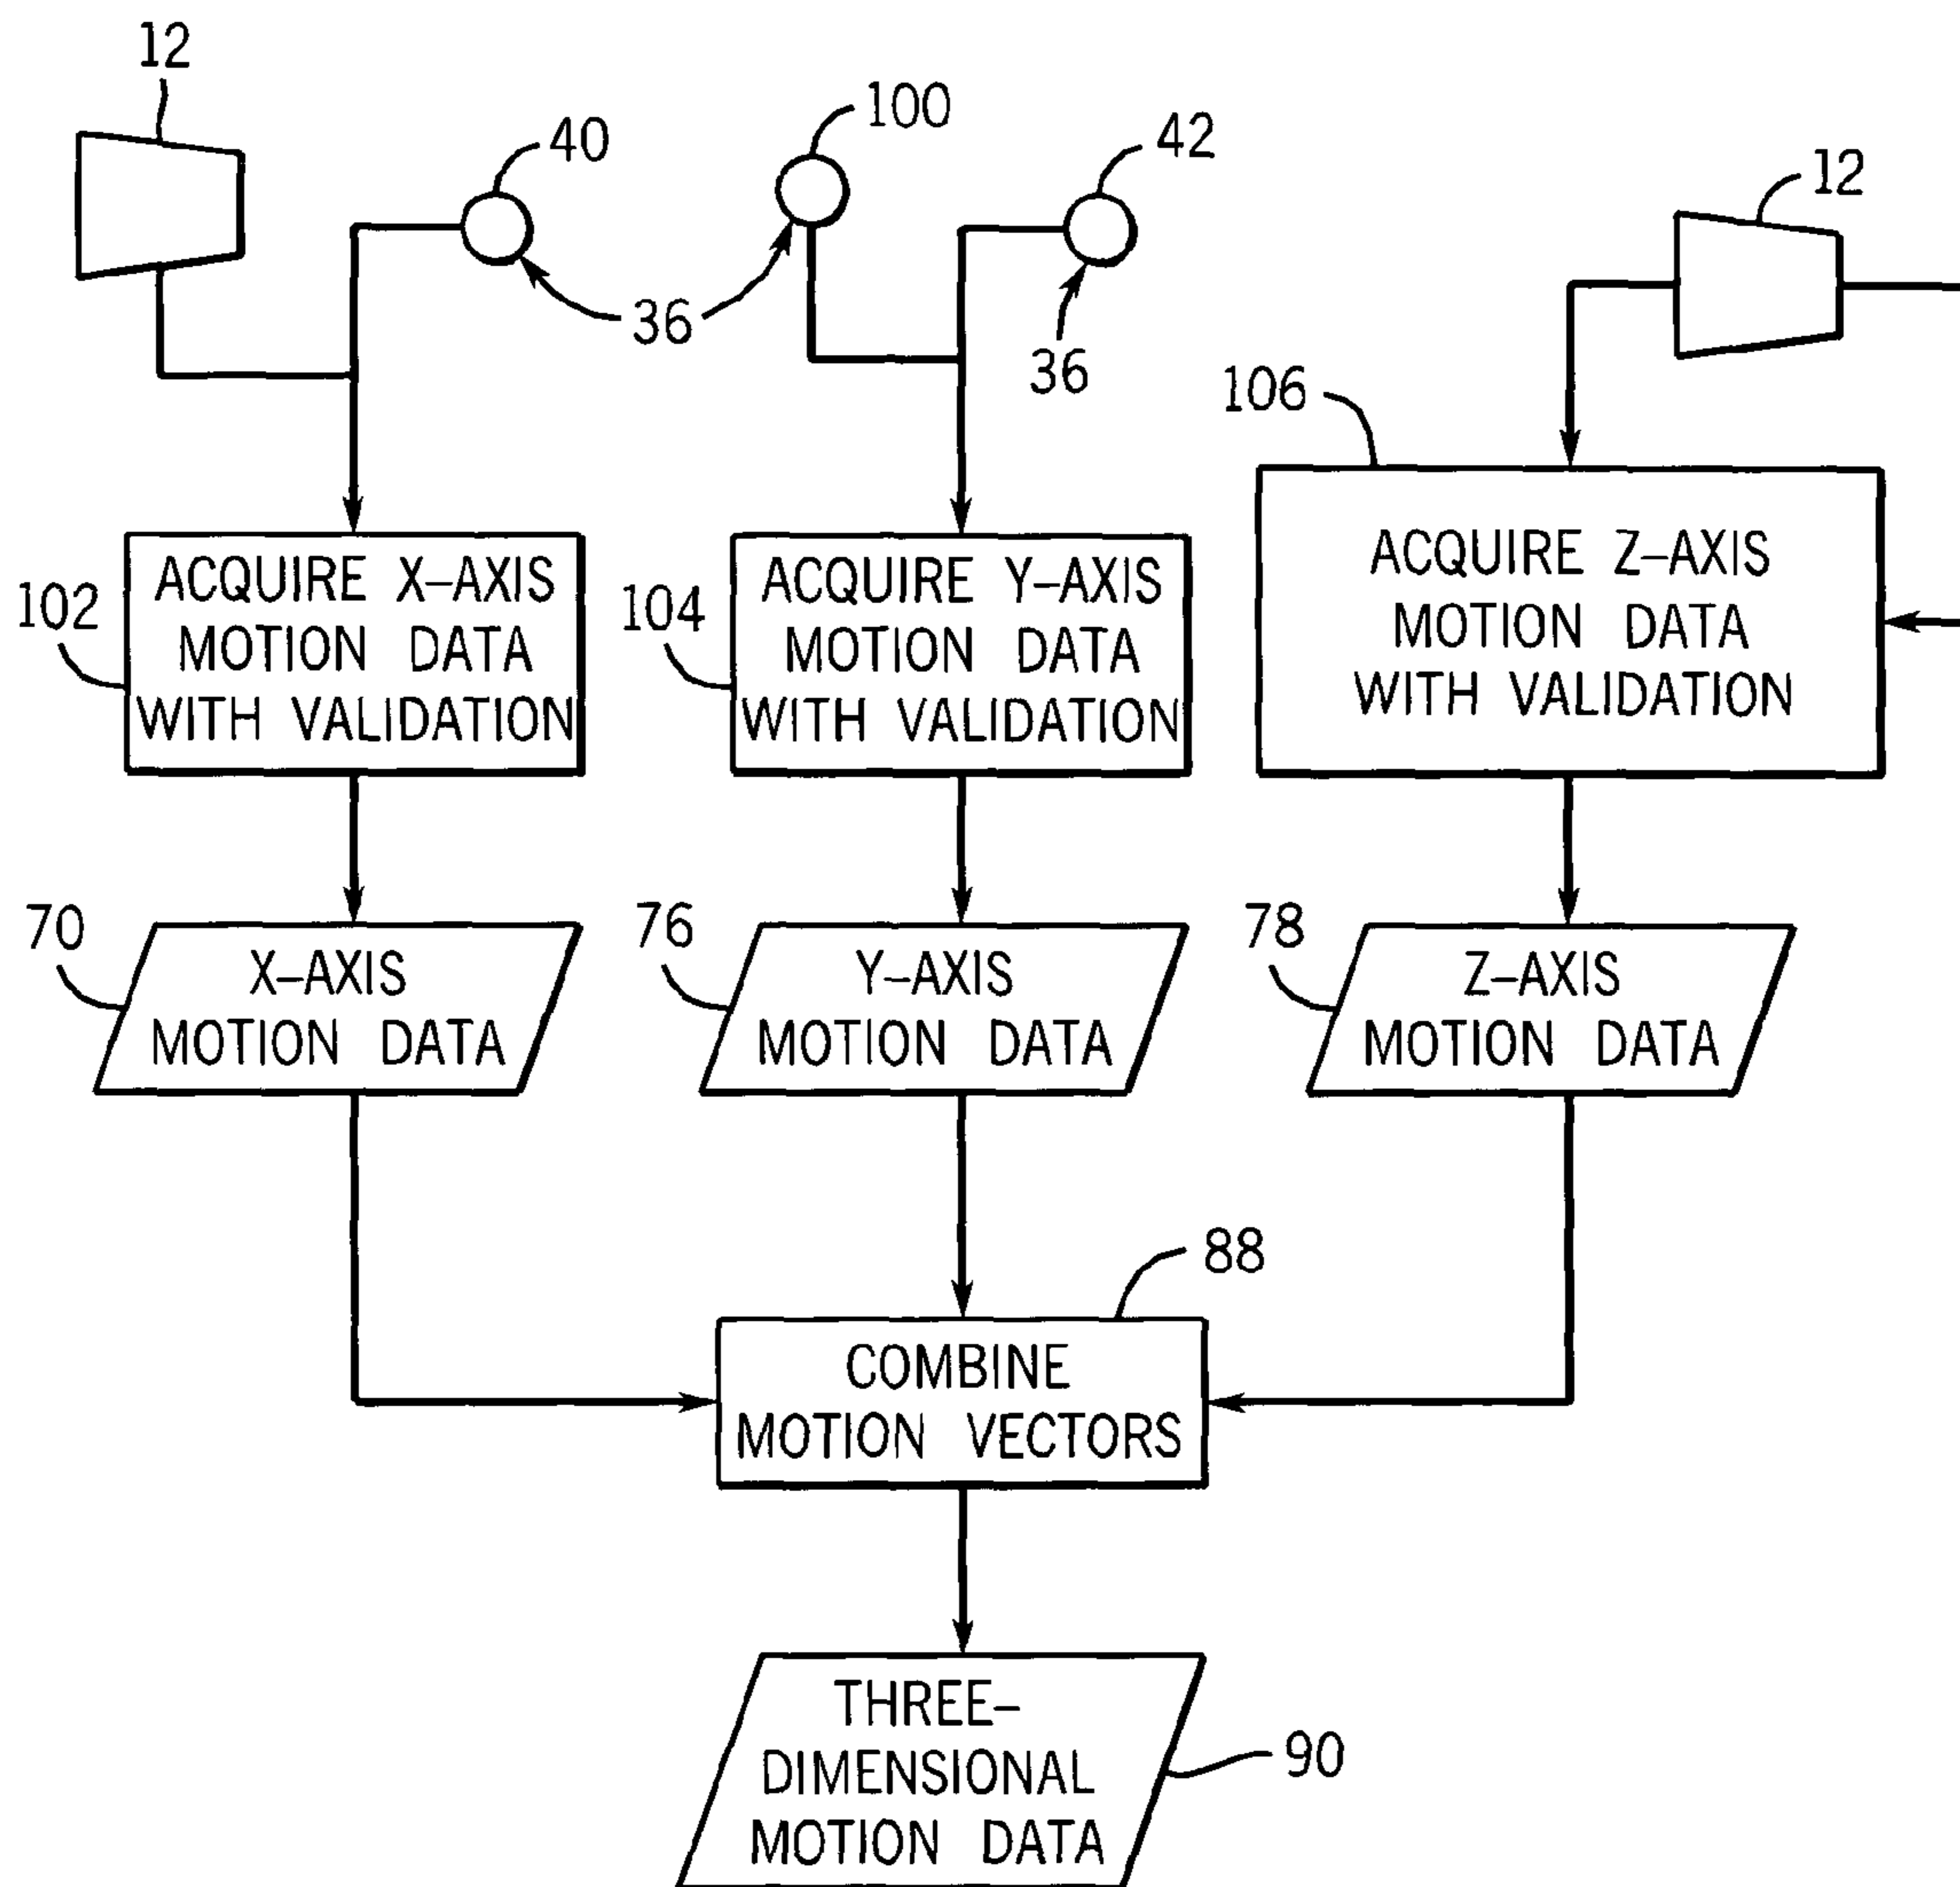 12
40
100
42
12
36
36
106
102
ACQUIRE X–AXIS
MOTION DATA
WITH VALIDATION
104
ACQUIRE Y–AXIS
MOTION DATA
WITH VALIDATION
ACQUIRE Z–AXIS
MOTION DATA
WITH VALIDATION
70
X–AXIS
MOTION DATA
76
Y–AXIS
MOTION DATA
78
Z–AXIS
MOTION DATA
88
COMBINE
MOTION VECTORS
THREE–
DIMENSIONAL
MOTION DATA
90